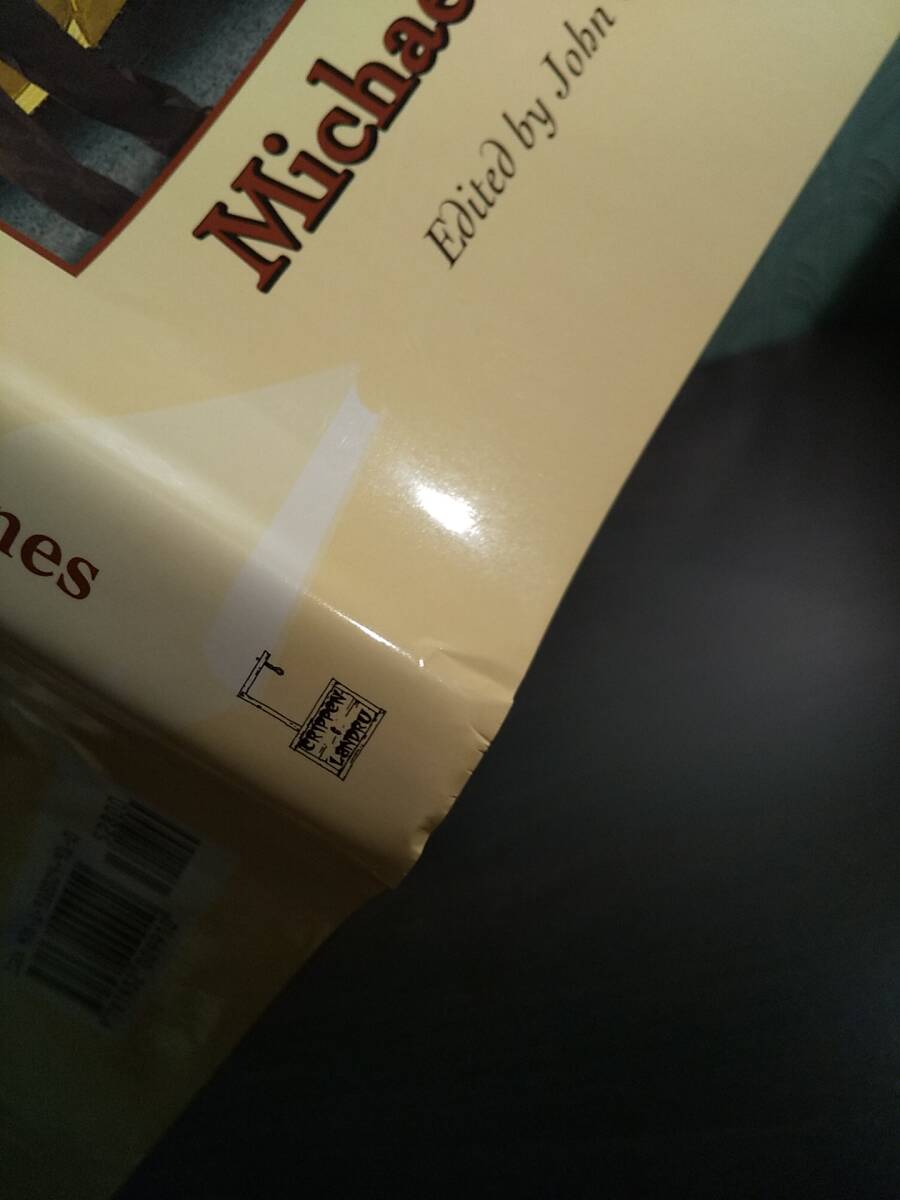 Michae
Edited by John
nes
CRIPPEN
&
LANDRU